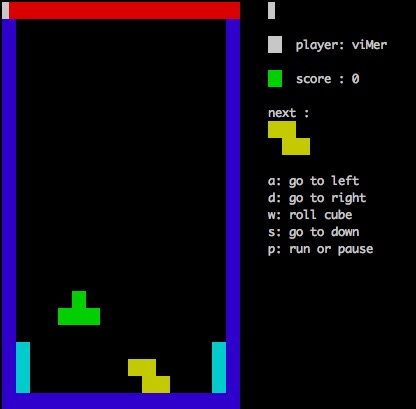 player: viMer
score : 0
next :
a: go to left
d: go to right
w: roll cube
s: go to down
p: run or pause